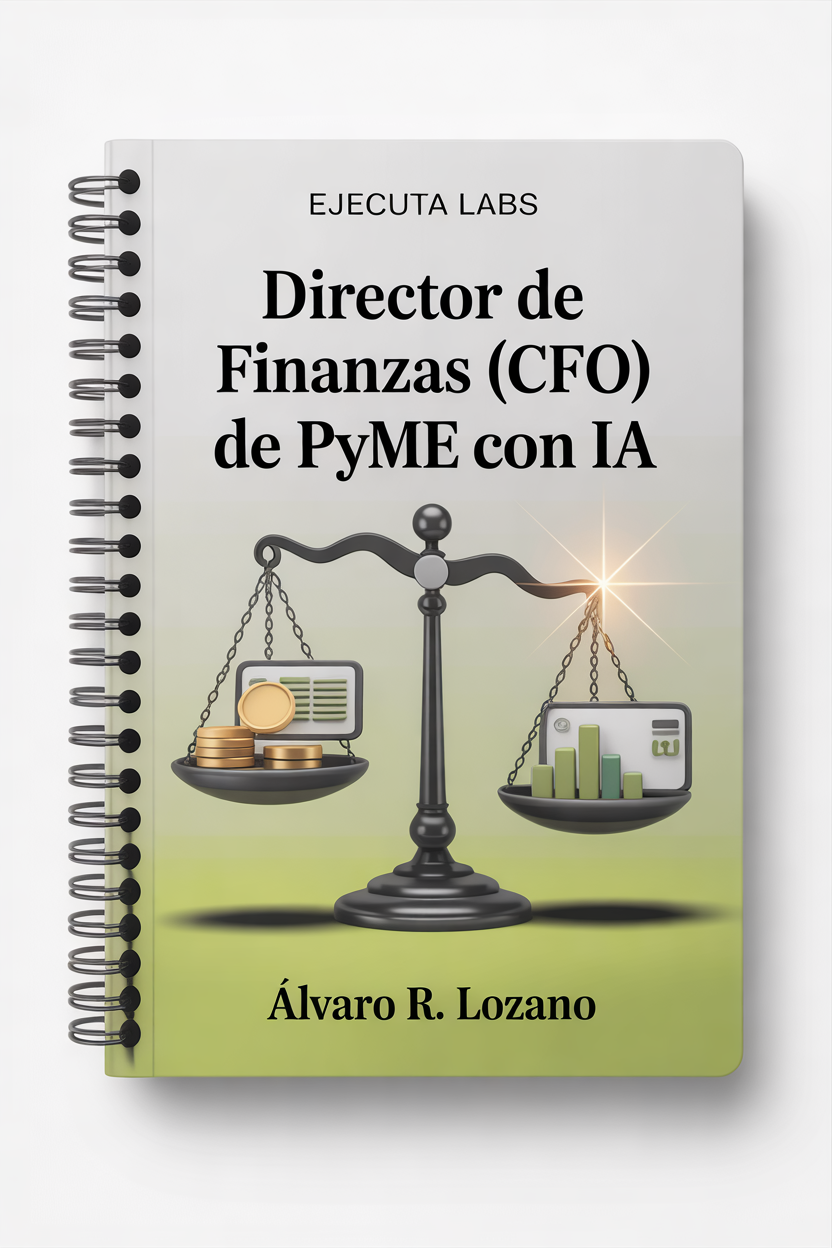 EJECUTA LABS
Director de
Finanzas (CFO)
de PyME con IA
Álvaro R. Lozano